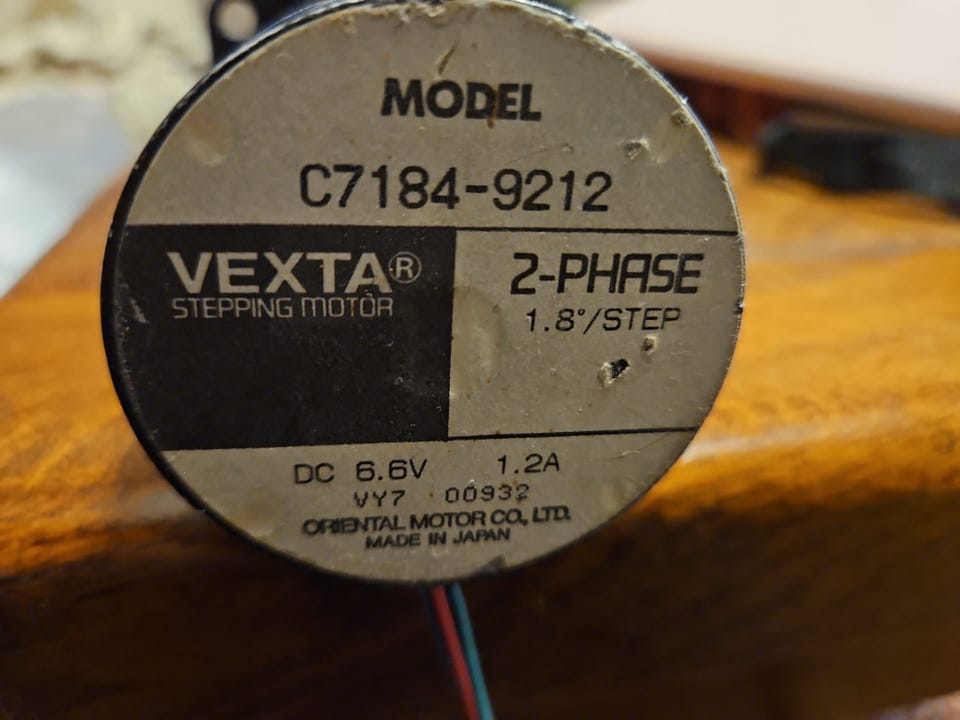 MODEL
C7184-9212
VEXTA®
STEPPING MOTOR
2-PHASE
1.8°/STEP
DC 6.6V 1.2A
VY7 00932
ORIENTAL MOTOR CO., LTD.
MADE IN JAPAN